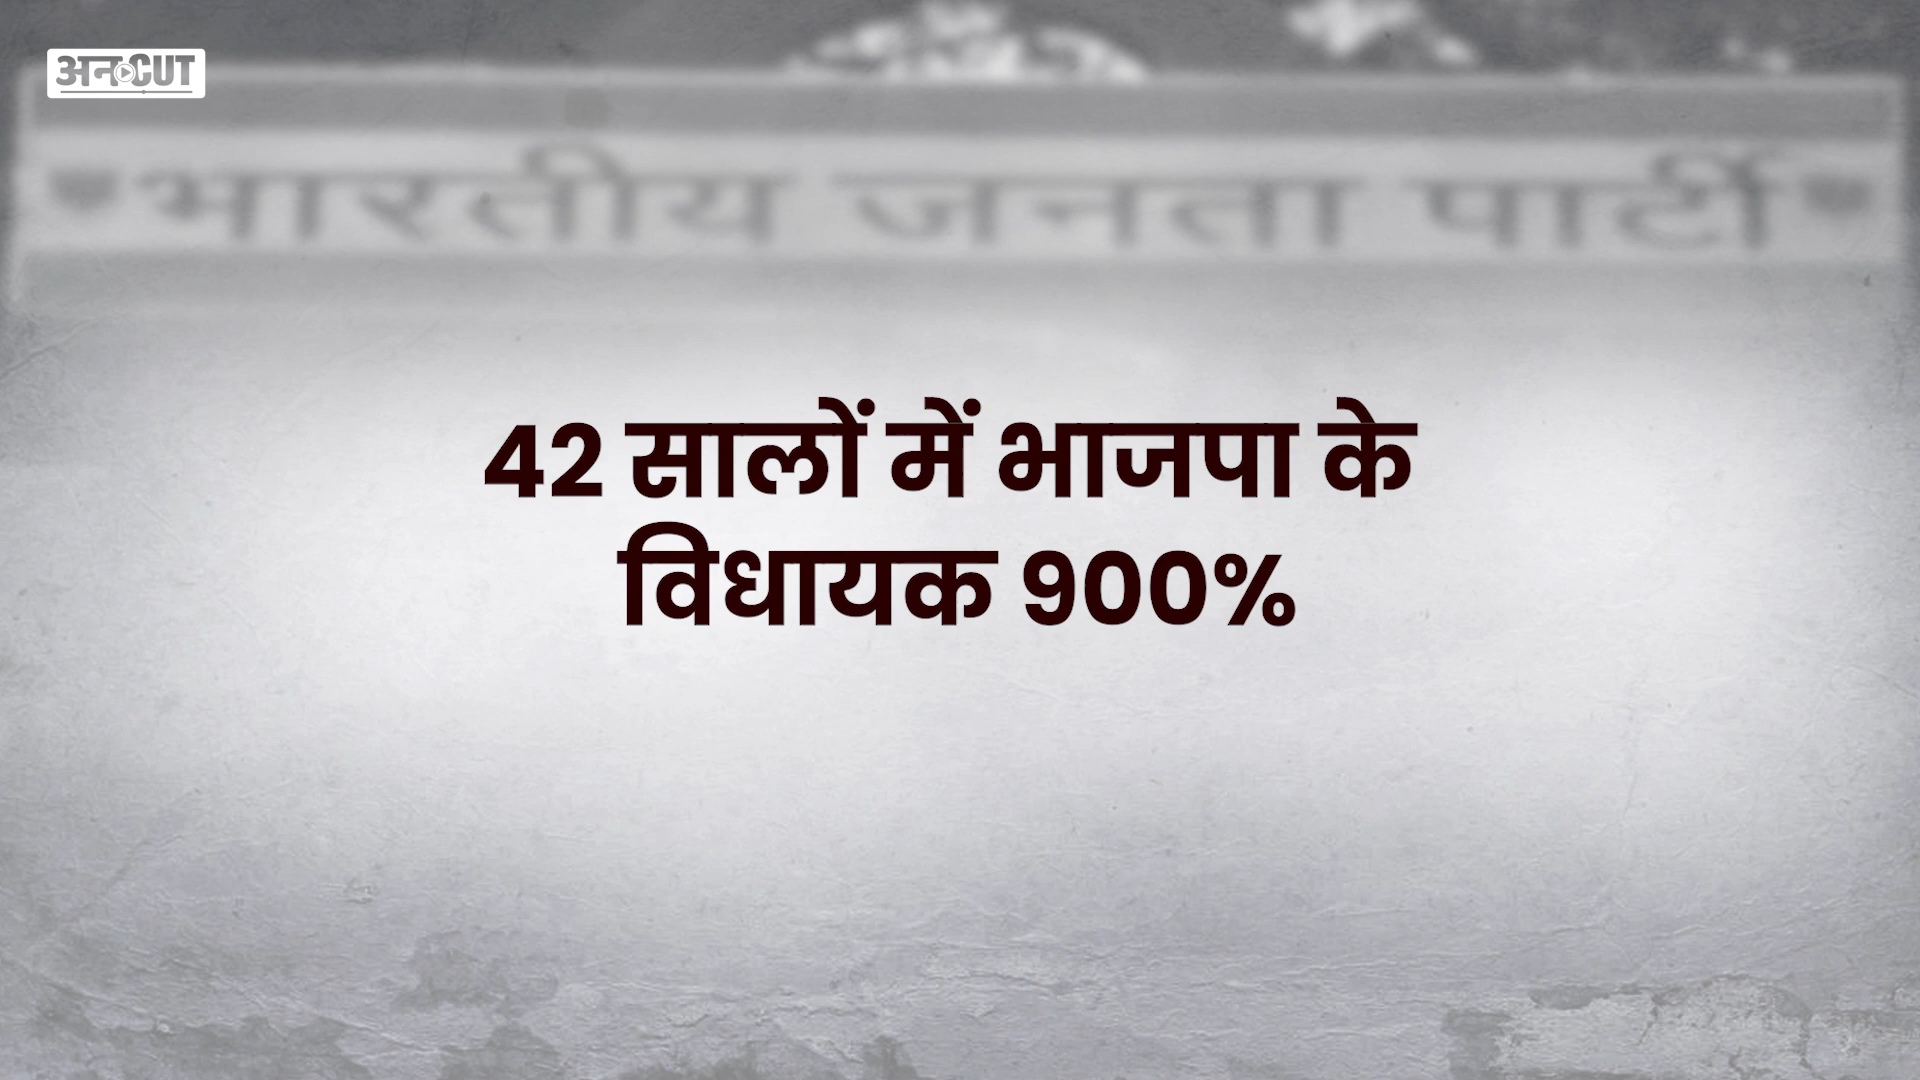 अनCUT
भारतीय जनता पार्टी
42 सालों में भाजपा के
विधायक 900%